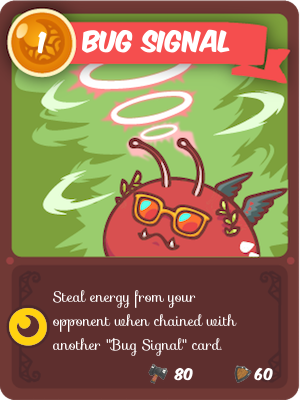 1 BUG SIGNAL
Steal energy from your
opponent when chained with
another "Bug Signal" card.
80 60